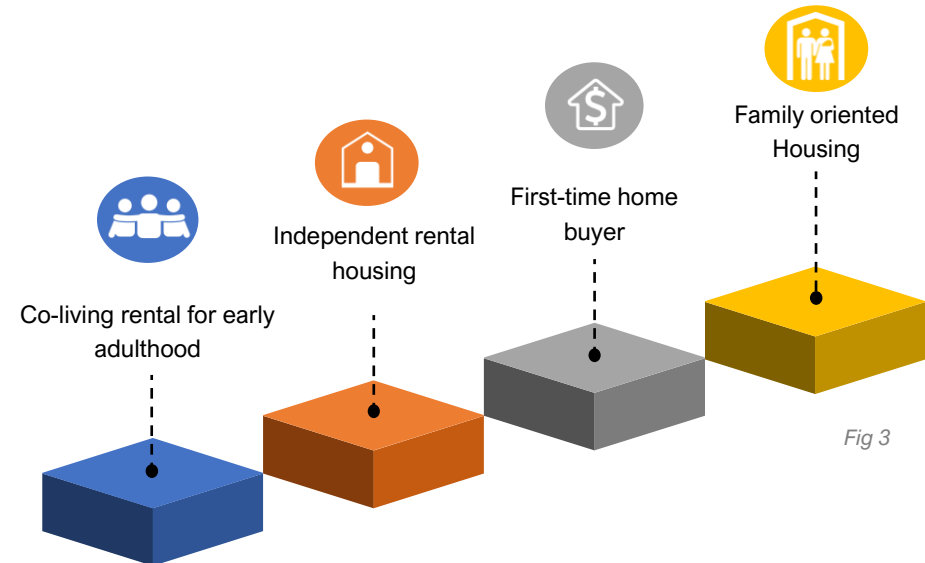 Co-living rental for early
adulthood
Independent rental
housing
$
First-time home
buyer
Family oriented
Housing
Fig 3